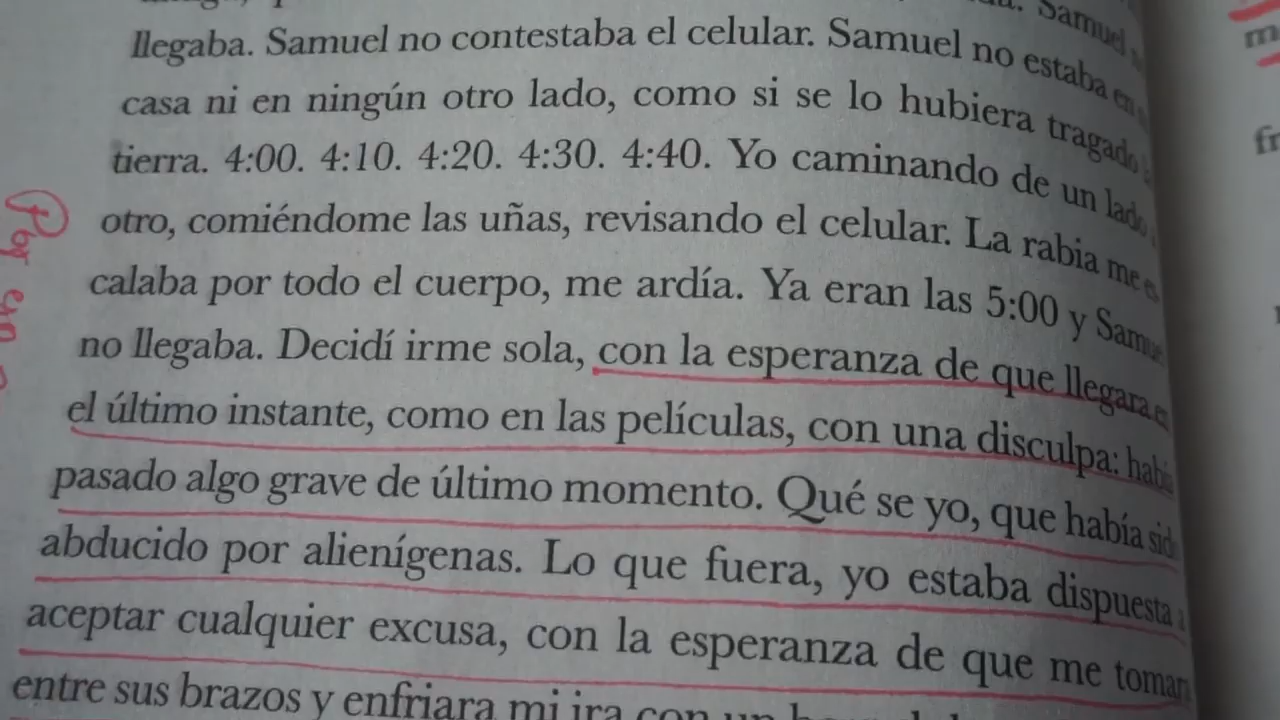 Samuel
llegaba. Samuel no contestaba el celular. Samuel no estaba en
casa ni en ningún otro lado, como si se lo hubiera tragado
tierra. 4:00. 4:10. 4:20. 4:30. 4:40. Yo caminando de un lado
otro, comiéndome las uñas, revisando el celular. La rabia me
calaba por todo el cuerpo, me ardía. Ya eran las 5:00 y
no llegaba. Decidí irme sola, con la esperanza de que llegara
el último instante, como en las películas, con una disculpa:
pasado algo grave de último momento. Qué se yo, que había
abducido por alienígenas. Lo que fuera, yo estaba dispuesta
aceptar cualquier excusa, con la esperanza de que me
entre sus brazos y enfriara mi ira con un
Por